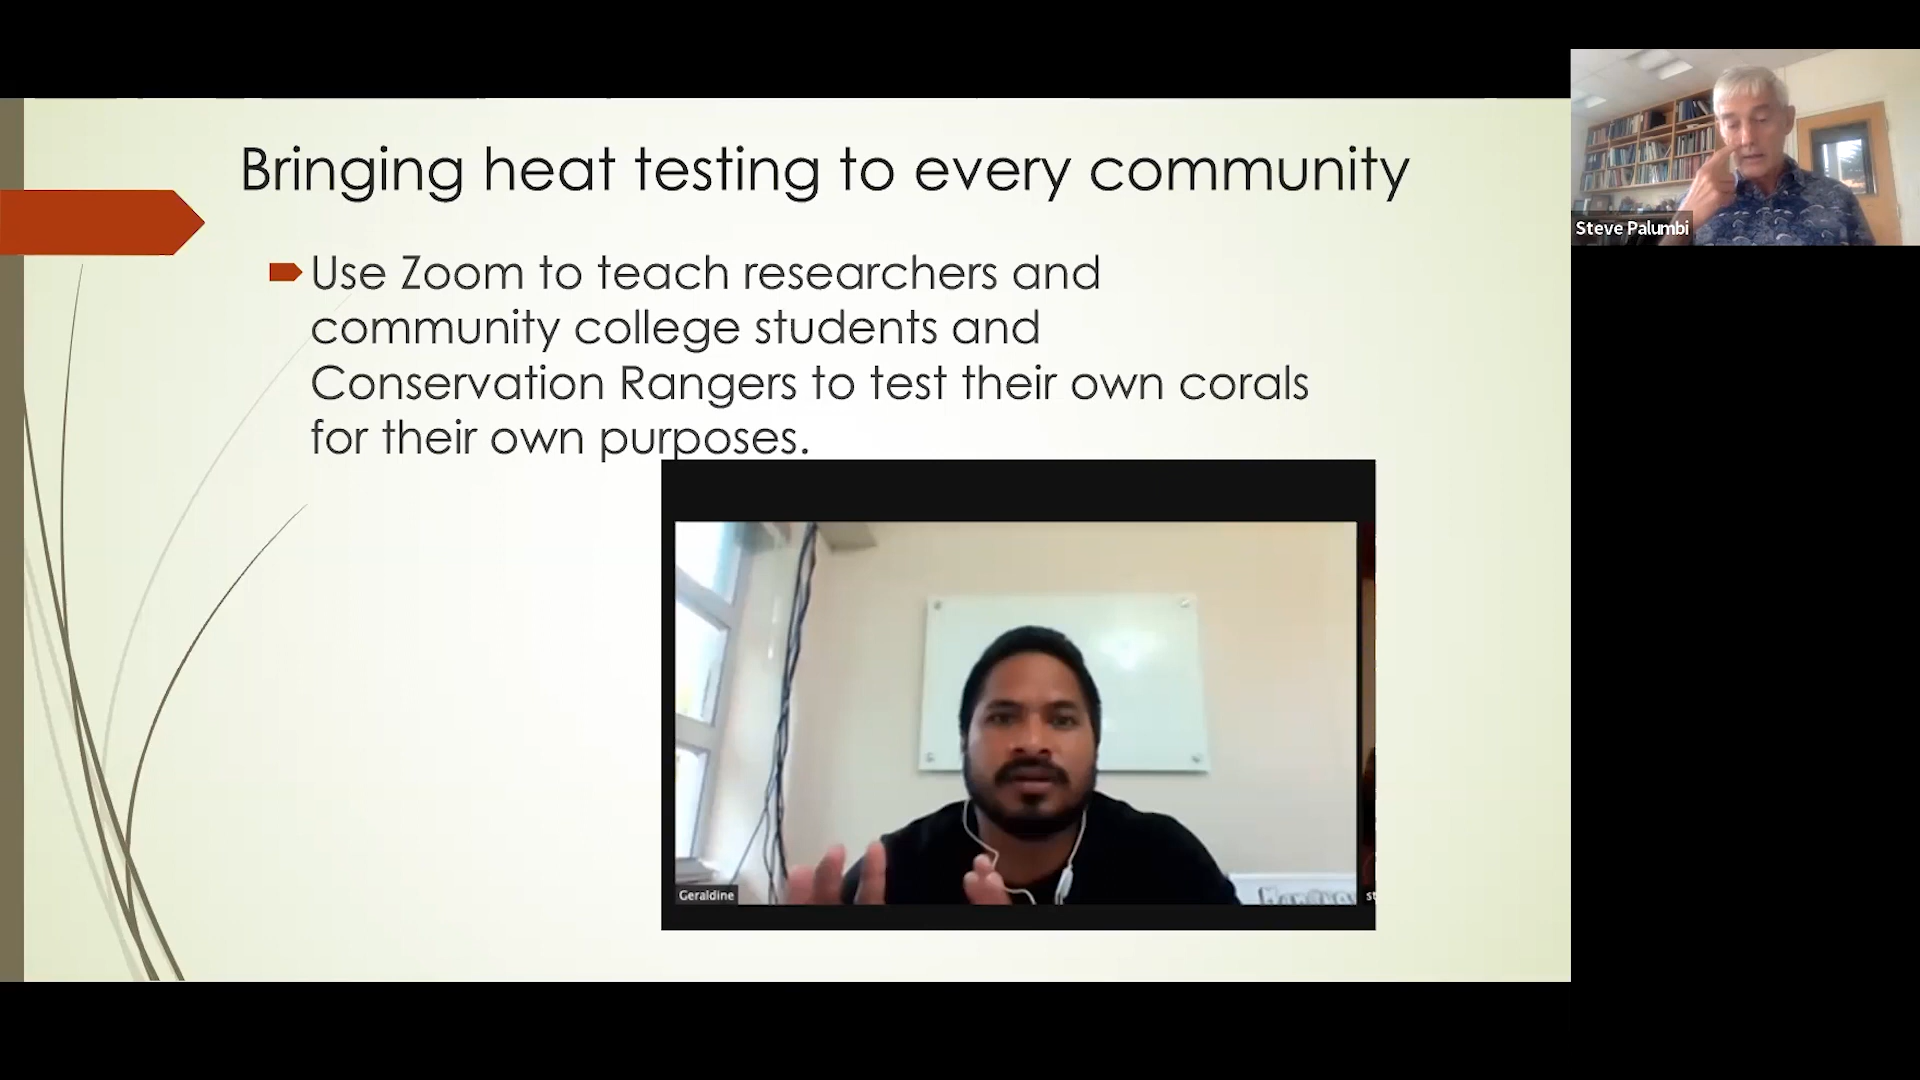 Bringing heat testing to every community
Use Zoom to teach researchers and
community college students and
Conservation Rangers to test their own corals
for their own purposes.
Steve Palumbi
Geraldine
st